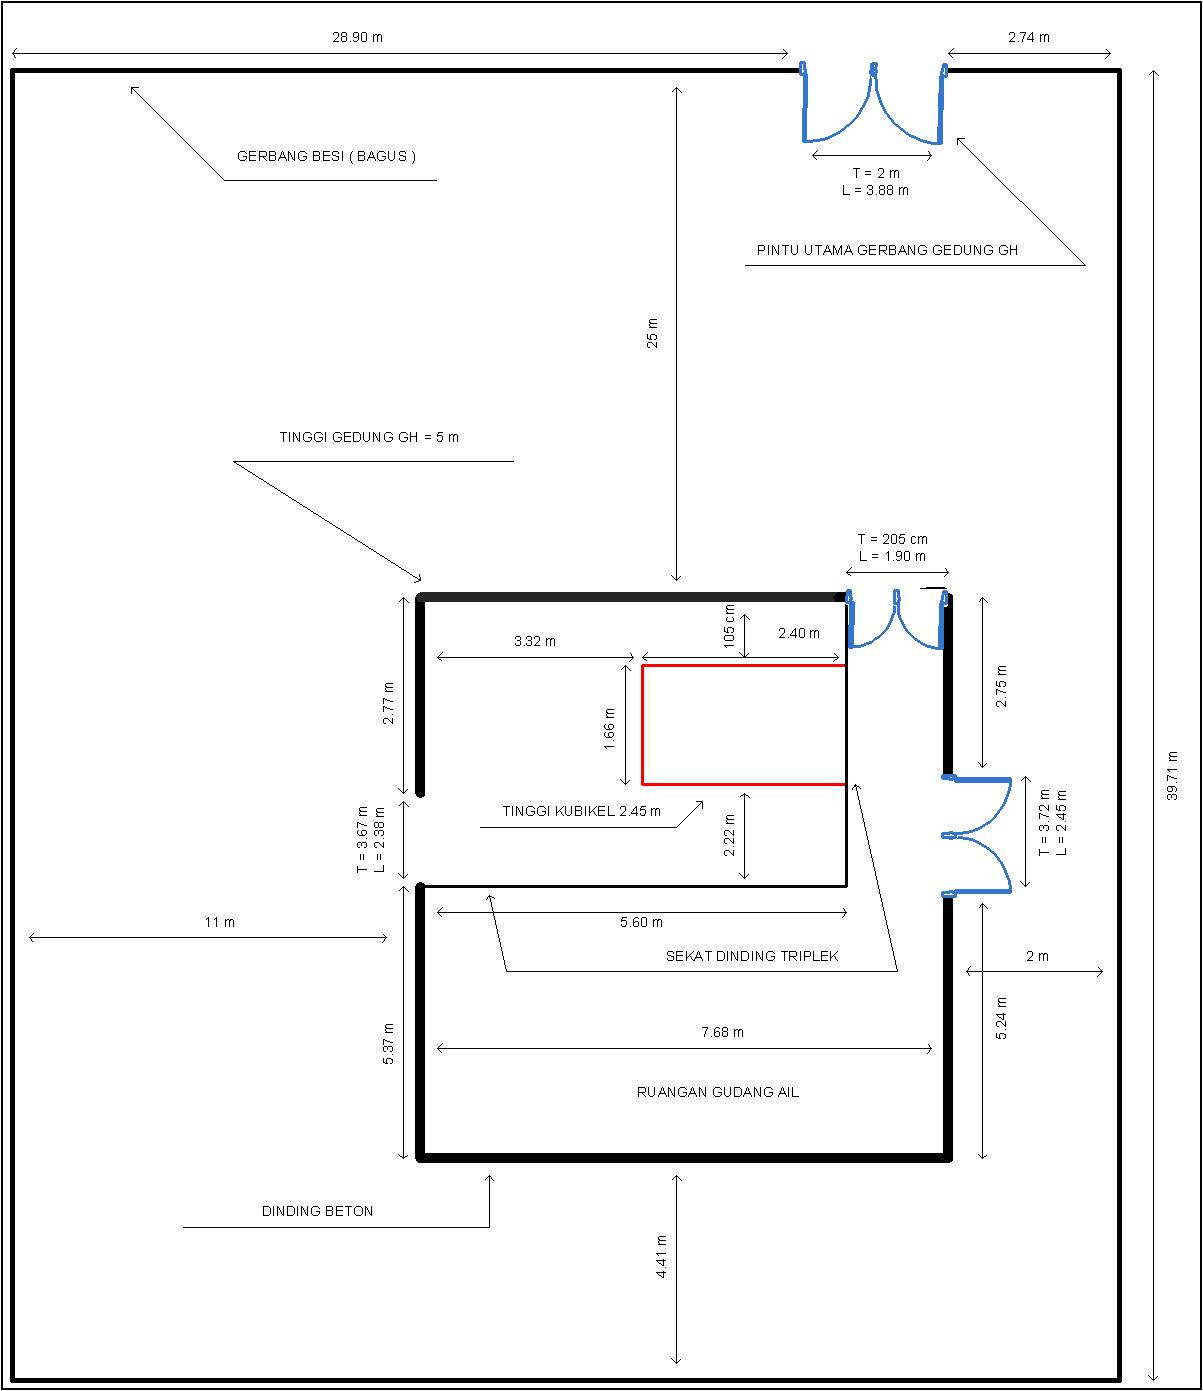 28.90 m
2.74 m
GERBANG BESI ( BAGUS )
T = 2 m
L = 3.88 m
PINTU UTAMA GERBANG GEDUNG GH
25 m
TINGGI GEDUNG GH = 5 m
T = 205 cm
L = 1.90 m
105 cm
2.40 m
3.32 m
2.77 m
2.75 m
1.66 m
39.71 m
TINGGI KUBIKEL 2.45 m
T = 3.67 m
L = 2.38 m
2.22 m
T = 3.72 m
L = 2.45 m
11 m
5.60 m
SEKAT DINDING TRIPLEK
2 m
5.37 m
7.68 m
5.24 m
RUANGAN GUDANG AIL
DINDING BETON
4.41 m